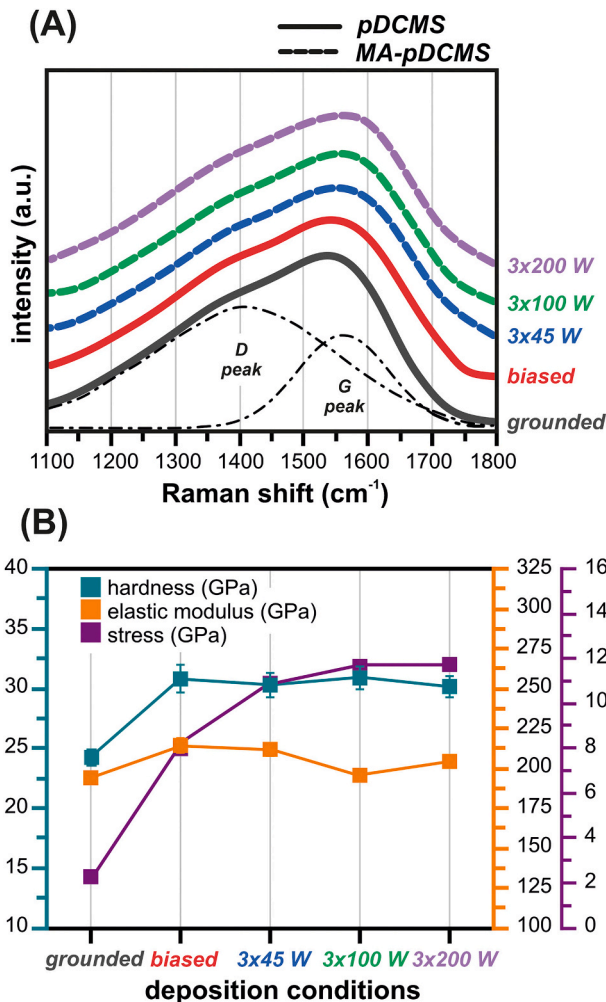 (A)
pDCMS
MA-pDCMS
intensity (a.u.)
3x200 W
3x100 W
3x45 W
biased
grounded
D
peak
G
peak
1100 1200 1300 1400 1500 1600 1700 1800
Raman shift (cm⁻¹)
(B)
40 325 16
hardness (GPa)
elastic modulus (GPa)
stress (GPa)
300 14
35
275
12
30 250
10
225
25 8
200
6
20 175
4
150
15
2
125
10 100 0
grounded biased 3x45 W 3x100 W 3x200 W
deposition conditions